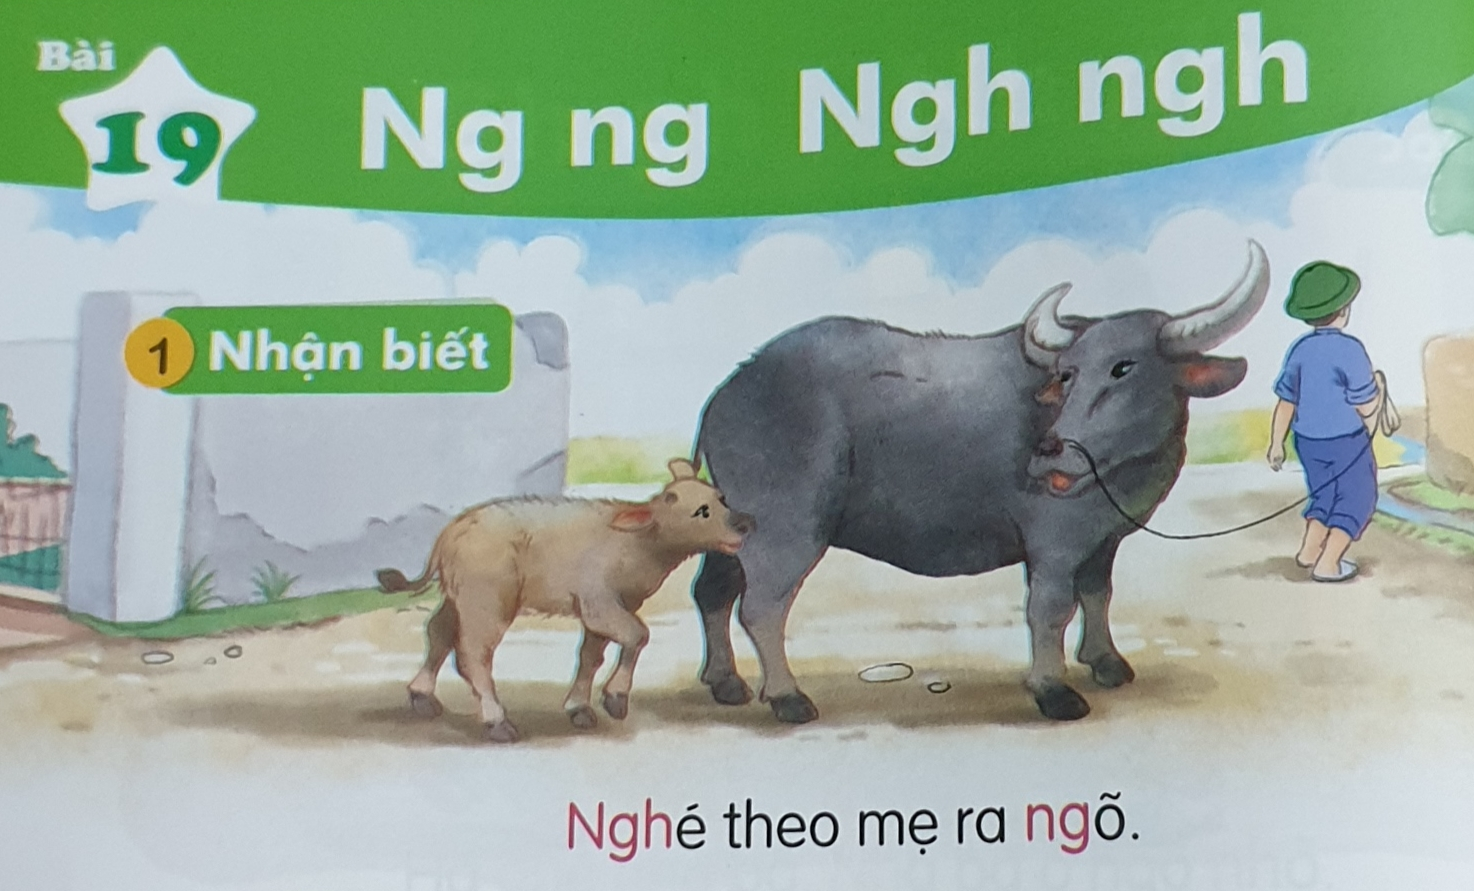 Bài
19
Ng ng Ngh ngh
1 Nhận biết
Nghé theo mẹ ra ngõ.